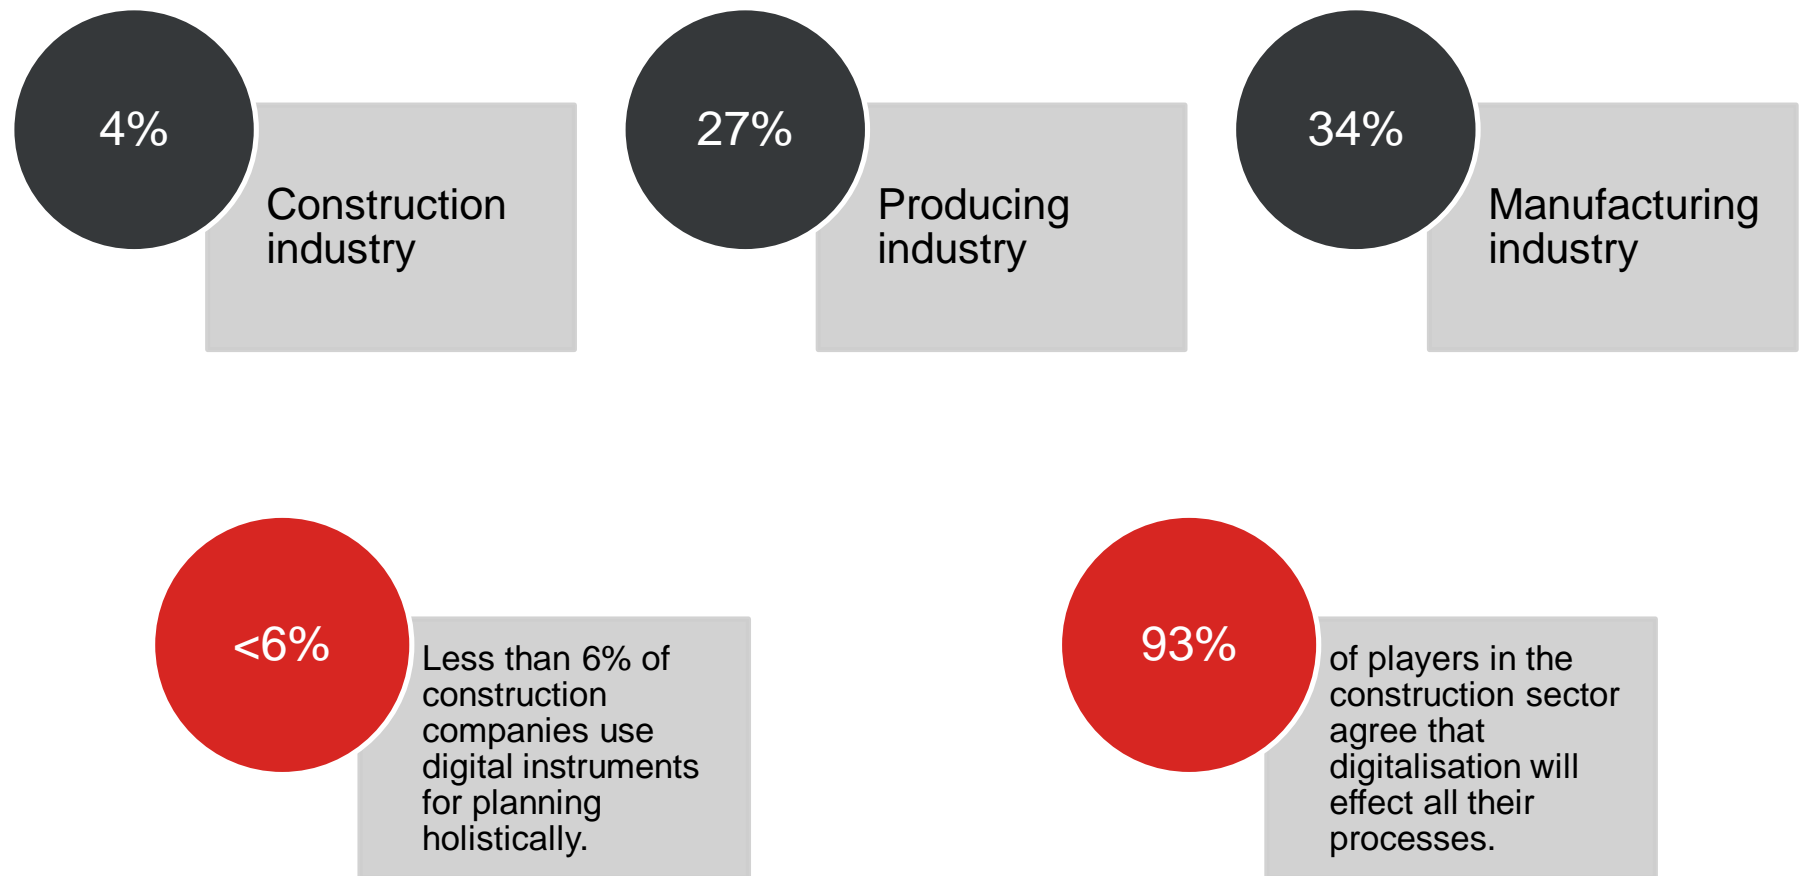 4%
Construction
industry
27%
Producing
industry
34%
Manufacturing
industry
<6%
Less than 6% of
construction
companies use
digital instruments
for planning
holistically.
93%
of players in the
construction sector
agree that
digitalisation will
effect all their
processes.